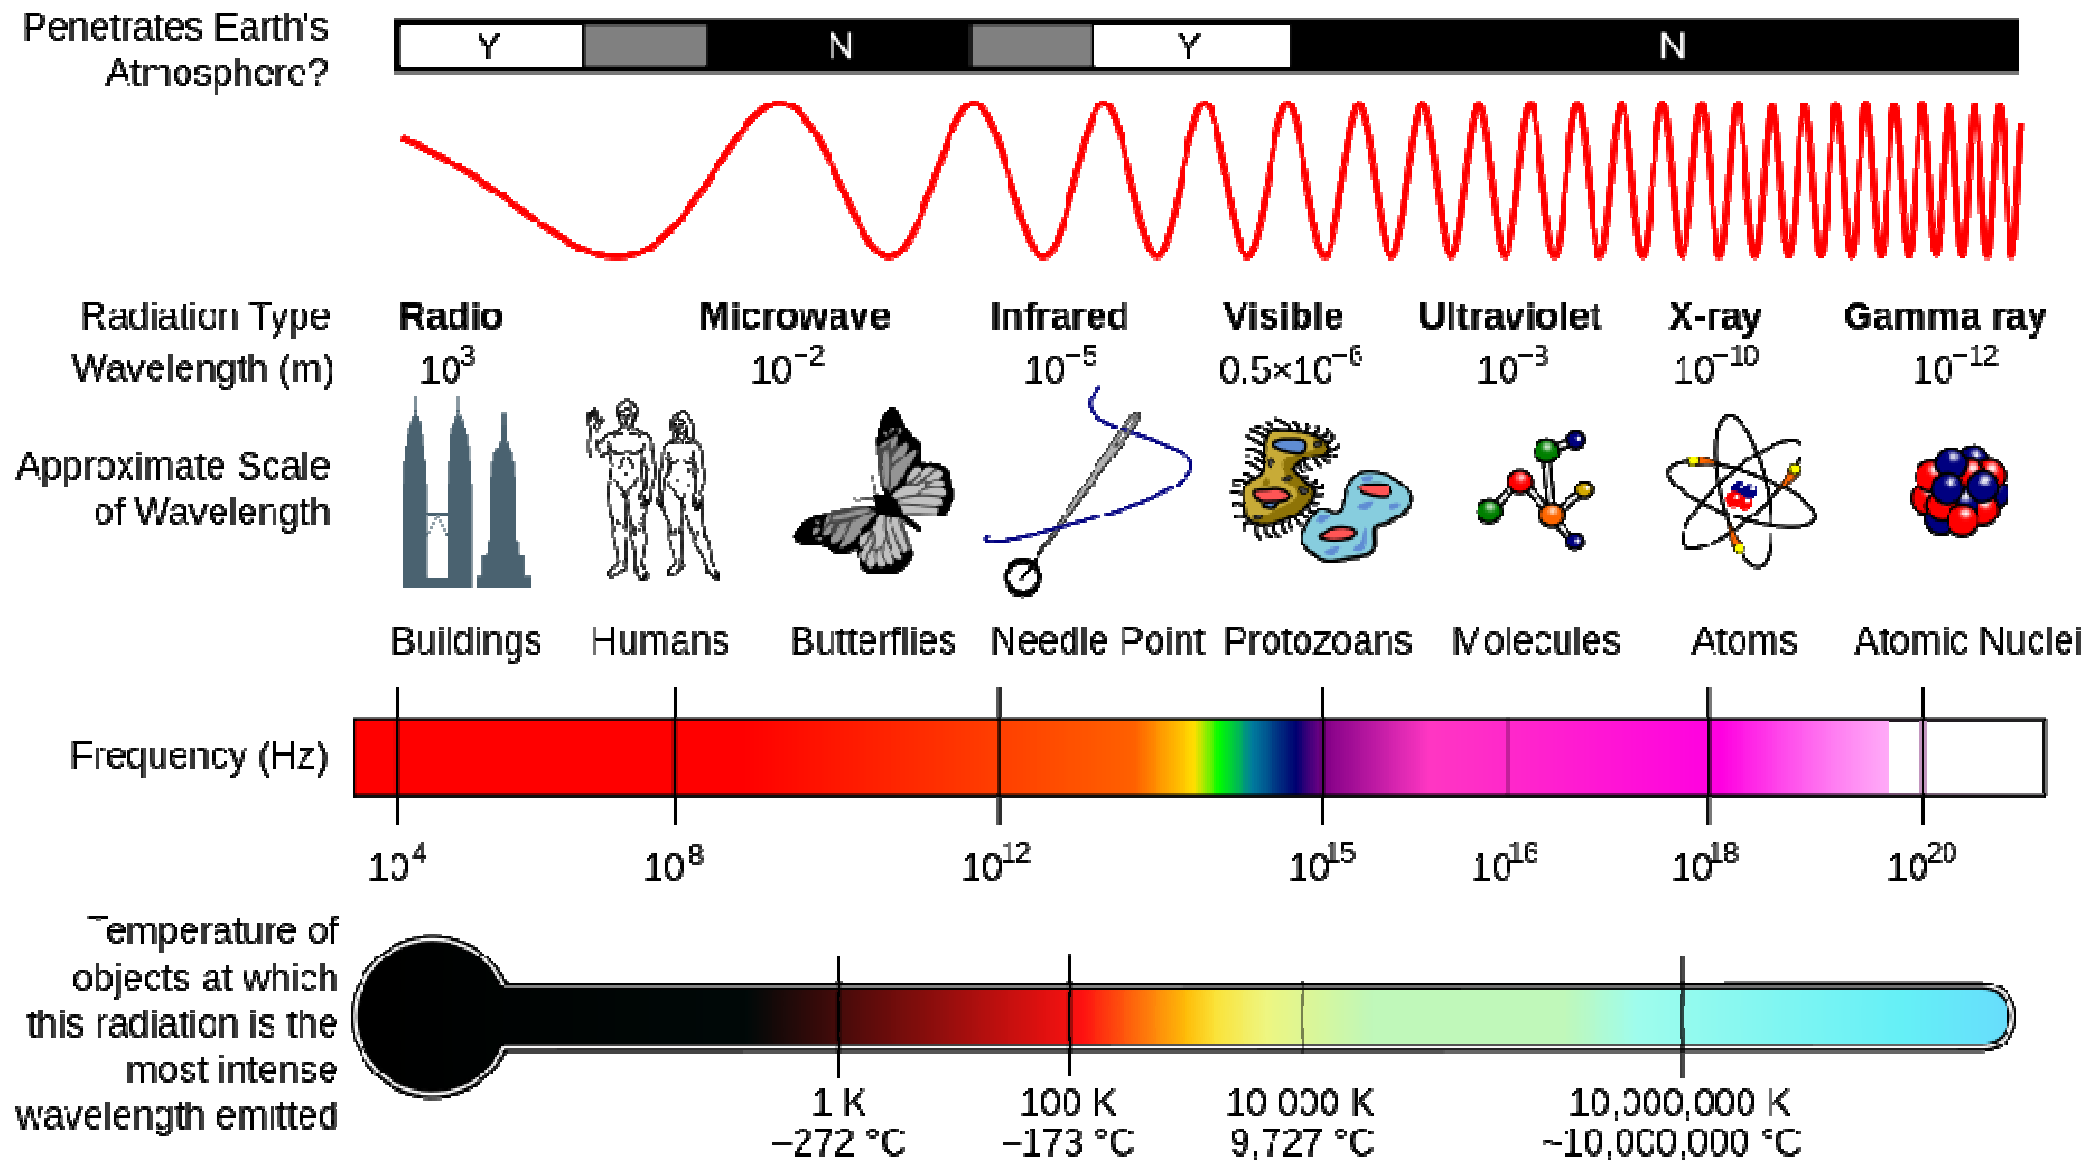 Penetrates Earth's
Atmosphere?
Y N Y N
Radiation Type Radio Microwave Infrared Visible Ultraviolet X-ray Gamma ray
Wavelength (m) 10³ 10⁻² 10⁻⁵ 0.5×10⁻⁶ 10⁻⁸ 10⁻¹⁰ 10⁻¹²
Approximate Scale
of Wavelength
Buildings Humans Butterflies Needle Point Protozoans Molecules Atoms Atomic Nuclei
Frequency (Hz)
10⁴ 10⁸ 10¹² 10¹⁵ 10¹⁶ 10¹⁸ 10²⁰
Temperature of
objects at which
this radiation is the
most intense
wavelength emitted
1 K 100 K 10 000 K 10,000,000 K
−272 °C −173 °C 9,727 °C ~10,000,000 °C